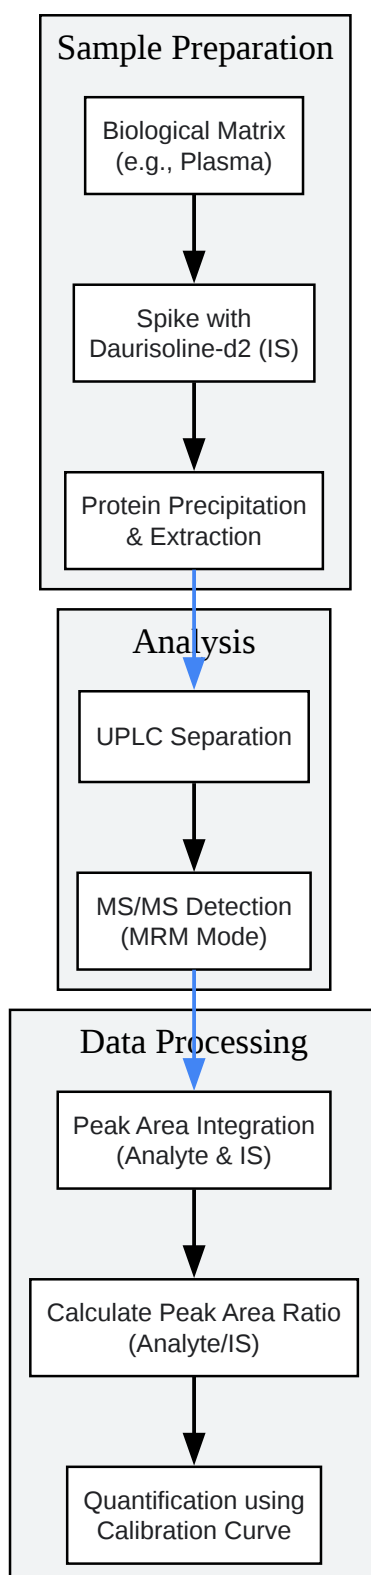 Sample Preparation
Biological Matrix
(e.g., Plasma)
Spike with
Daurisoline-d2 (IS)
Protein Precipitation
& Extraction
Analysis
UPLC Separation
MS/MS Detection
(MRM Mode)
Data Processing
Peak Area Integration
(Analyte & IS)
Calculate Peak Area Ratio
(Analyte/IS)
Quantification using
Calibration Curve